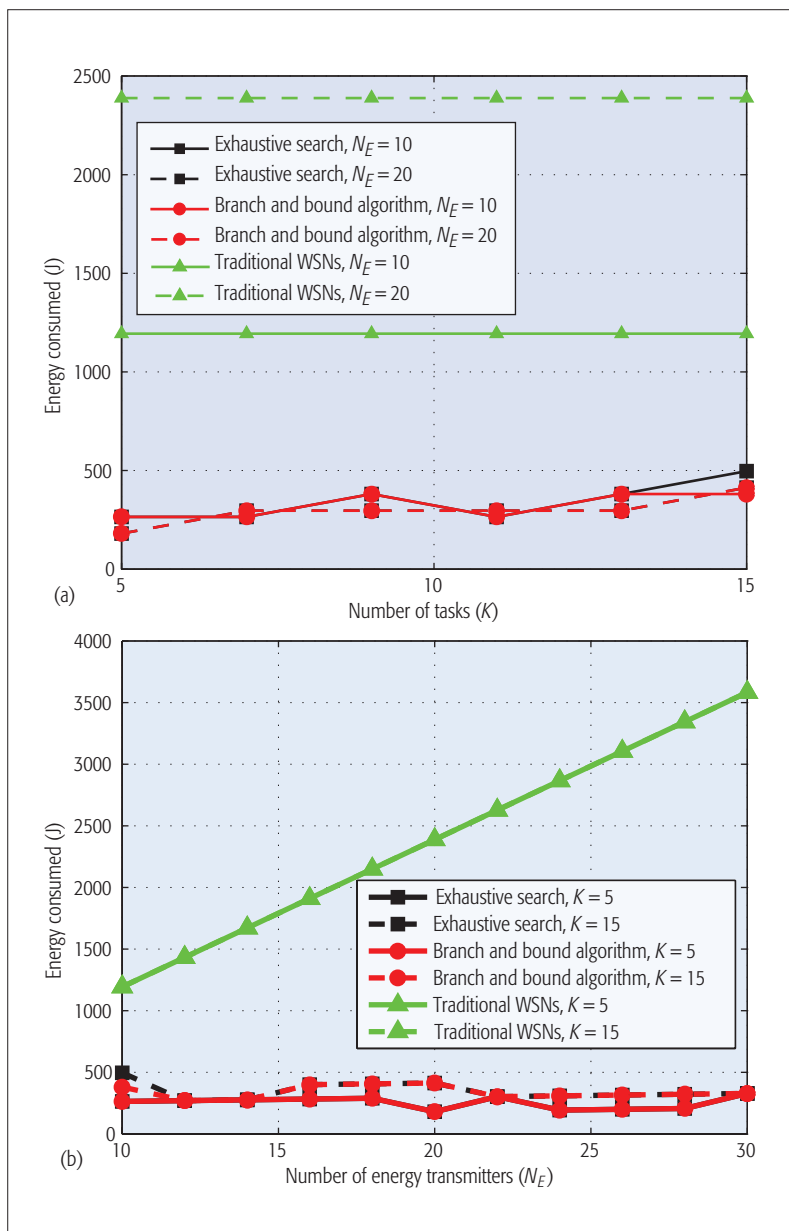 2500
2000
1500
1000
500
0
Energy consumed (J)
Exhaustive search, N_E = 10
Exhaustive search, N_E = 20
Branch and bound algorithm, N_E = 10
Branch and bound algorithm, N_E = 20
Traditional WSNs, N_E = 10
Traditional WSNs, N_E = 20
5 10 15
(a)
Number of tasks (K)
4000
3500
3000
2500
2000
1500
1000
500
0
Energy consumed (J)
Exhaustive search, K = 5
Exhaustive search, K = 15
Branch and bound algorithm, K = 5
Branch and bound algorithm, K = 15
Traditional WSNs, K = 5
Traditional WSNs, K = 15
10 15 20 25 30
(b)
Number of energy transmitters (N_E)